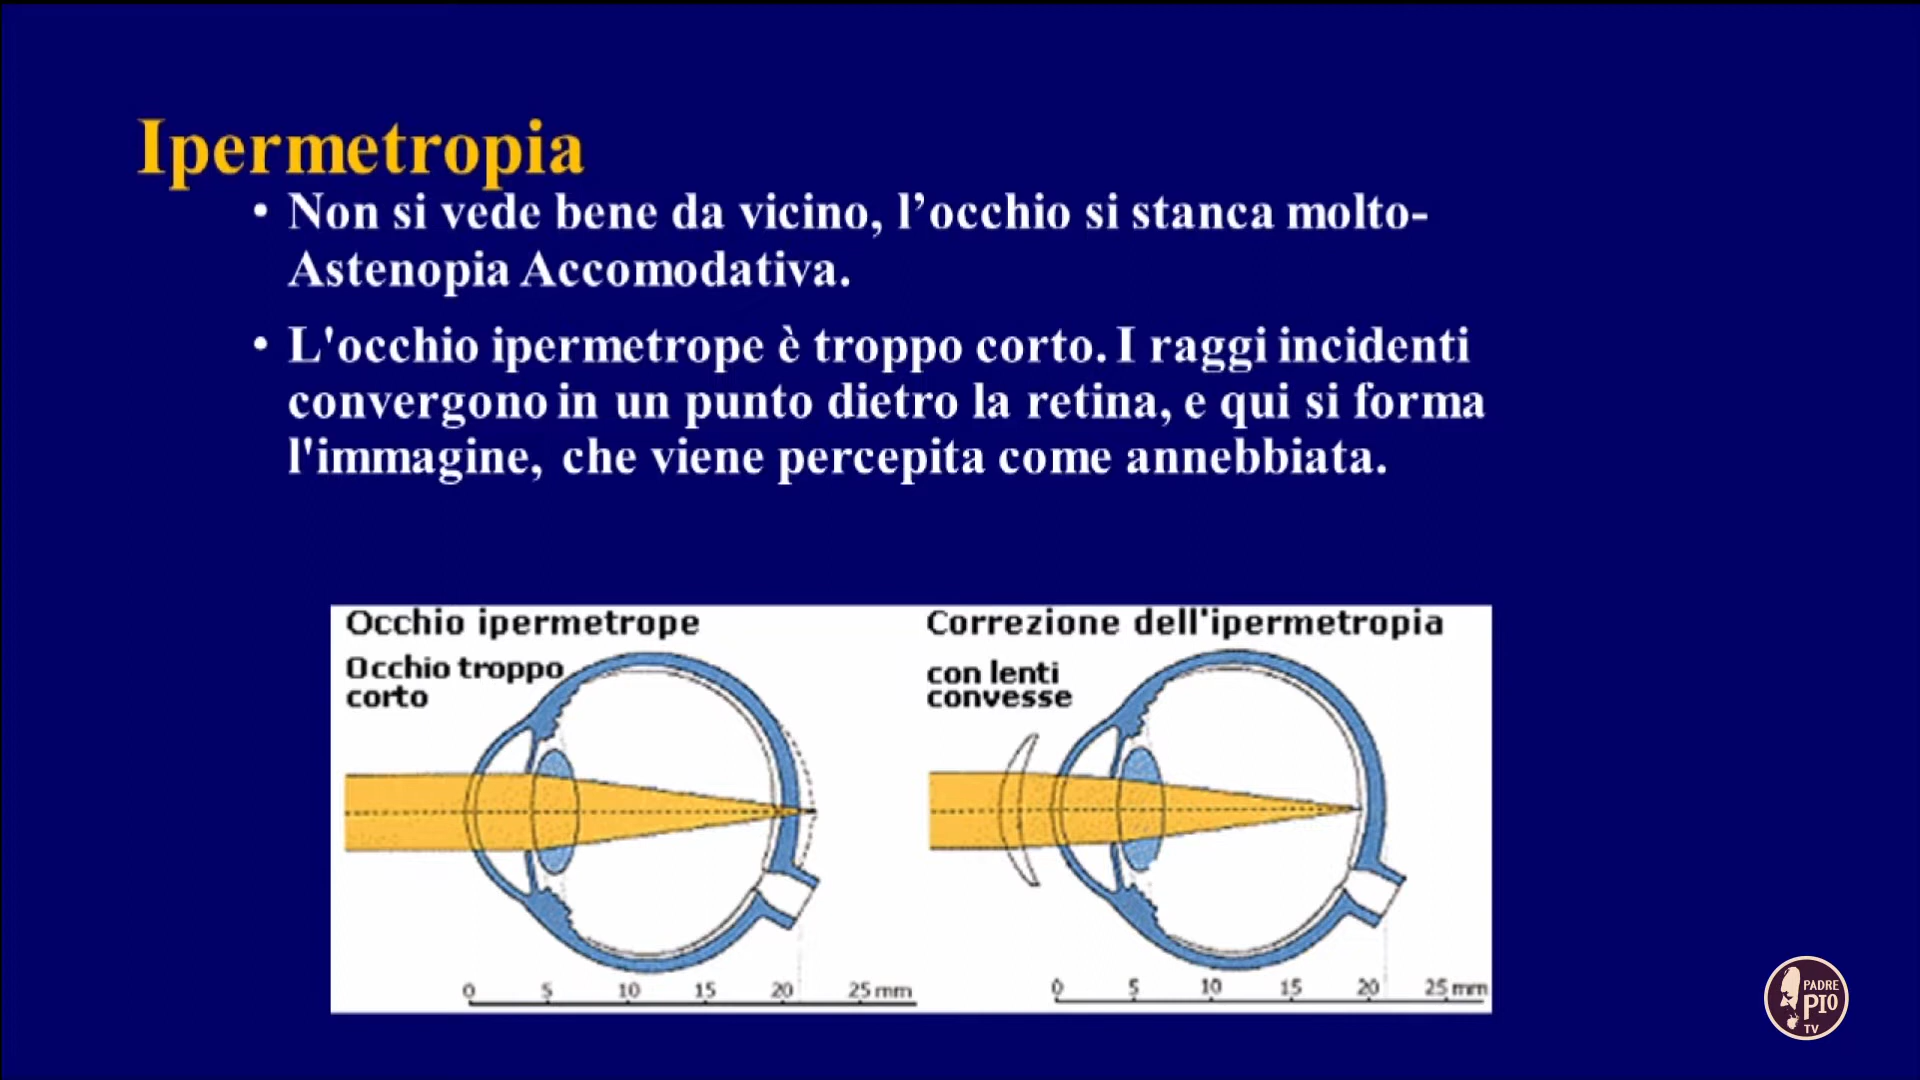 Ipermetropia
• Non si vede bene da vicino, l’occhio si stanca molto-
Astenopia Accomodativa.
• L'occhio ipermetrope è troppo corto. I raggi incidenti
convergono in un punto dietro la retina, e qui si forma
l'immagine, che viene percepita come annebbiata.
Occhio ipermetrope
Occhio troppo
corto
0 5 10 15 20 25 mm
Correzione dell'ipermetropia
con lenti
convesse
0 5 10 15 20 25 mm
PADRE
PIO
TV